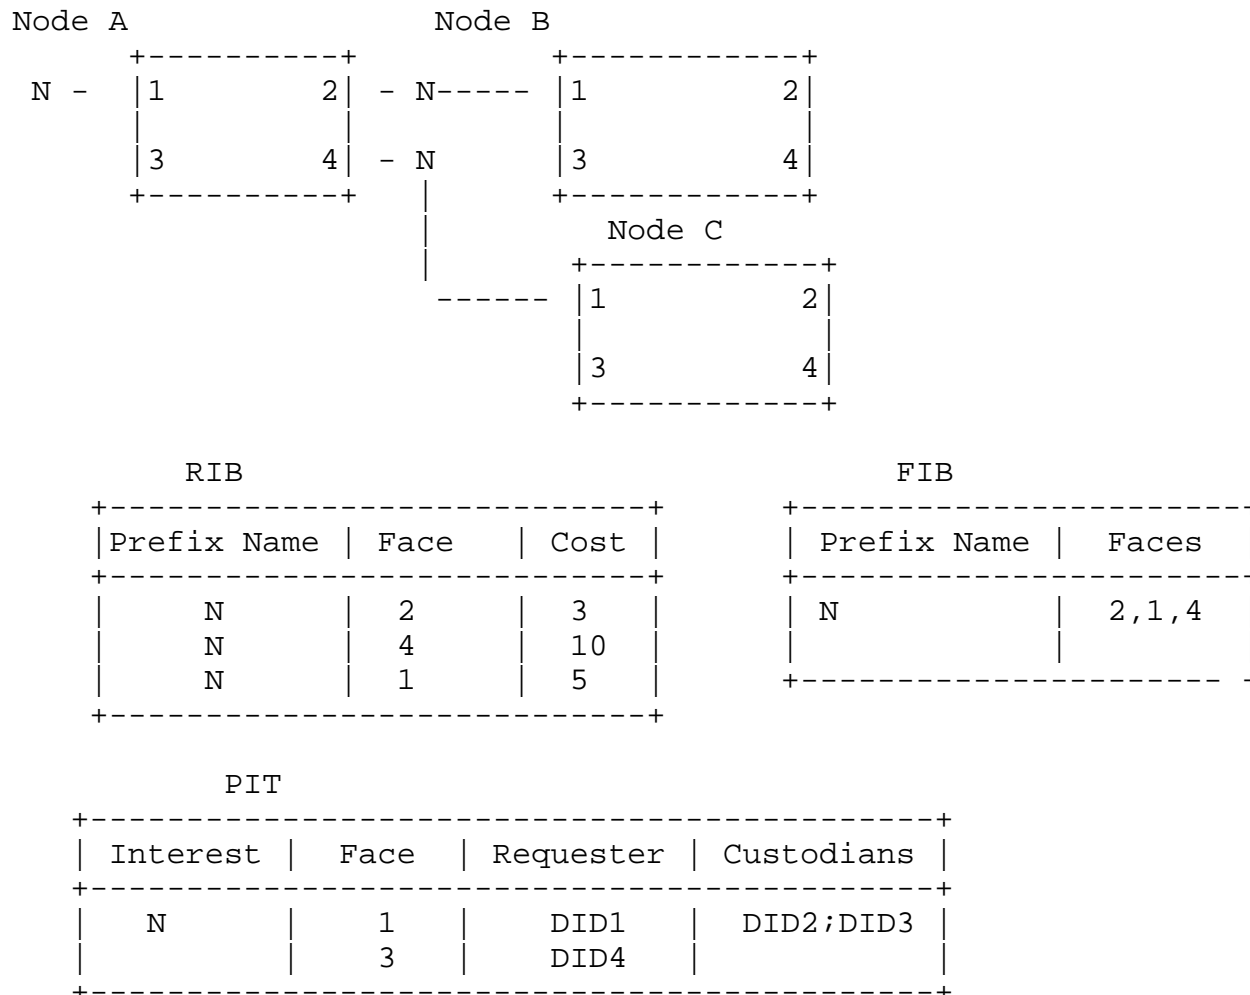 Node A Node B
N - 1 2 - N----- 1 2
3 4 - N 3 4
Node C
------ 1 2
3 4
RIB FIB
Prefix Name | Face | Cost | Prefix Name | Faces
N | 2 | 3 | N | 2,1,4
N | 4 | 10
N | 1 | 5
PIT
Interest | Face | Requester | Custodians
N | 1 | DID1 | DID2;DID3
3 | DID4